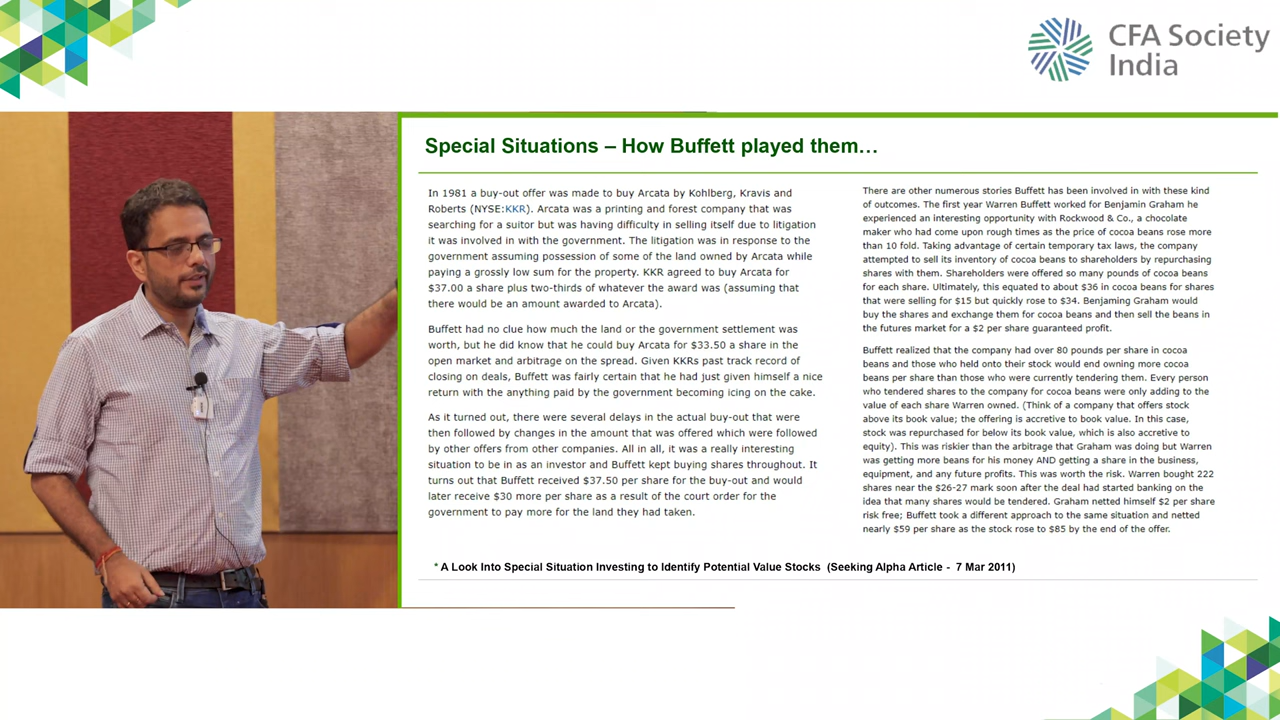 CFA Society
India
Special Situations – How Buffett played them…
In 1981 a buy-out offer was made to buy Arcata by Kohlberg, Kravis and
Roberts (NYSE:KKR). Arcata was a printing and forest company that was
searching for a suitor but was having difficulty in selling itself due to litigation
it was involved in with the government. The litigation was in response to the
government assuming possession of some of the land owned by Arcata while
paying a grossly low sum for the property. KKR agreed to buy Arcata for
$37.00 a share plus two-thirds of whatever the award was (assuming that
there would be an amount awarded to Arcata).
Buffett had no clue how much the land or the government settlement was
worth, but he did know that he could buy Arcata for $33.50 a share in the
open market and arbitrage on the spread. Given KKRs past track record of
closing on deals, Buffett was fairly certain that he had just given himself a nice
return with the anything paid by the government becoming icing on the cake.
As it turned out, there were several delays in the actual buy-out that were
then followed by changes in the amount that was offered which were followed
by other offers from other companies. All in all, it was a really interesting
situation to be in as an investor and Buffett kept buying shares throughout. It
turns out that Buffett received $37.50 per share for the buy-out and would
later receive $30 more per share as a result of the court order for the
government to pay more for the land they had taken.
There are other numerous stories Buffett has been involved in with these kind
of outcomes. The first year Warren Buffett worked for Benjamin Graham he
experienced an interesting opportunity with Rockwood & Co., a chocolate
maker who had come upon rough times as the price of cocoa beans rose more
than 10 fold. Taking advantage of certain temporary tax laws, the company
attempted to sell its inventory of cocoa beans to shareholders by repurchasing
shares with them. Shareholders were offered so many pounds of cocoa beans
for each share. Ultimately, this equated to about $36 in cocoa beans for shares
that were selling for $15 but quickly rose to $34. Benjaming Graham would
buy the shares and exchange them for cocoa beans and then sell the beans in
the futures market for a $2 per share guaranteed profit.
Buffett realized that the company had over 80 pounds per share in cocoa
beans and those who held onto their stock would end owning more cocoa
beans per share than those who were currently tendering them. Every person
who tendered shares to the company for cocoa beans were only adding to the
value of each share Warren owned. (Think of a company that offers stock
above its book value; the offering is accretive to book value. In this case,
stock was repurchased for below its book value, which is also accretive to
equity). This was riskier than the arbitrage that Graham was doing but Warren
was getting more beans for his money AND getting a share in the business,
equipment, and any future profits. This was worth the risk. Warren bought 222
shares near the $26-27 mark soon after the deal had started banking on the
idea that many shares would be tendered. Graham netted himself $2 per share
risk free; Buffett took a different approach to the same situation and netted
nearly $59 per share as the stock rose to $85 by the end of the offer.
* A Look Into Special Situation Investing to Identify Potential Value Stocks (Seeking Alpha Article - 7 Mar 2011)